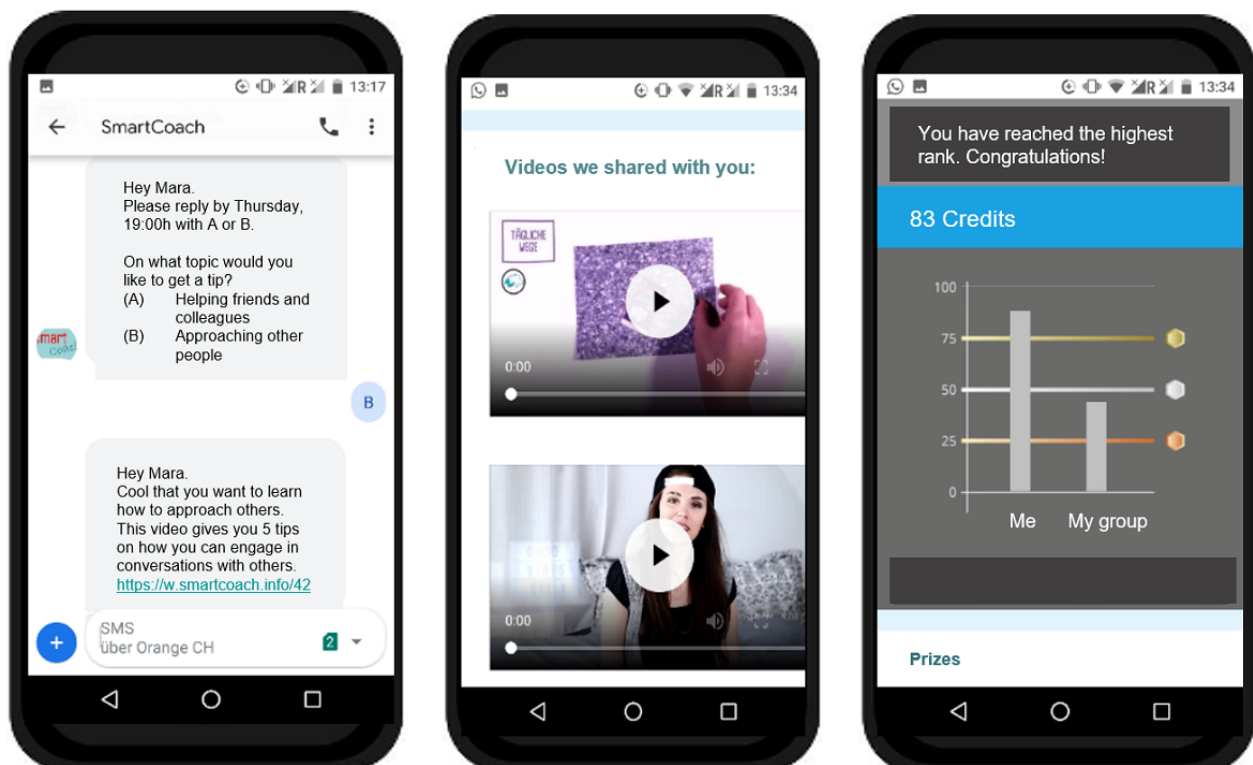 13:17
SmartCoach
Hey Mara.
Please reply by Thursday,
19:00h with A or B.
On what topic would you
like to get a tip?
(A) Helping friends and
colleagues
(B) Approaching other
people
smart
coach
B
Hey Mara.
Cool that you want to learn
how to approach others.
This video gives you 5 tips
on how you can engage in
conversations with others.
https://w.smartcoach.info/42
SMS
über Orange CH
2
R 13:34
Videos we shared with you:
TÄGLICHE
WEGE
0:00
0:00
R 13:34
You have reached the highest
rank. Congratulations!
83 Credits
100
75
50
25
0
Me My group
Prizes